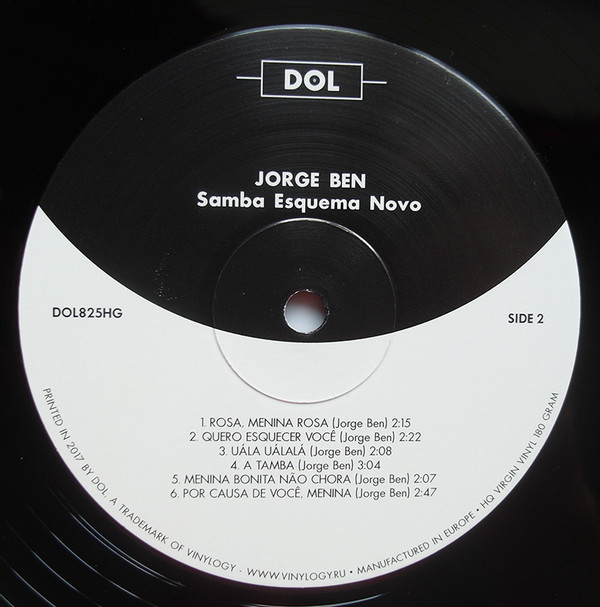 DOL
JORGE BEN
Samba Esquema Novo
DOL825HG
SIDE 2
1. ROSA, MENINA ROSA (Jorge Ben) 2:15
2. QUERO ESQUECER VOCÊ (Jorge Ben) 2:22
3. UÁLA UÁLALÁ (Jorge Ben) 2:08
4. A TAMBA (Jorge Ben) 3:04
5. MENINA BONITA NÃO CHORA (Jorge Ben) 2:07
6. POR CAUSA DE VOCÊ, MENINA (Jorge Ben) 2:47
PRINTED IN 2017 BY DOL, A TRADEMARK OF VINYLOGY - WWW.VINYLOGY.RU • MANUFACTURED IN EUROPE • HQ VIRGIN VINYL 180 GRAM